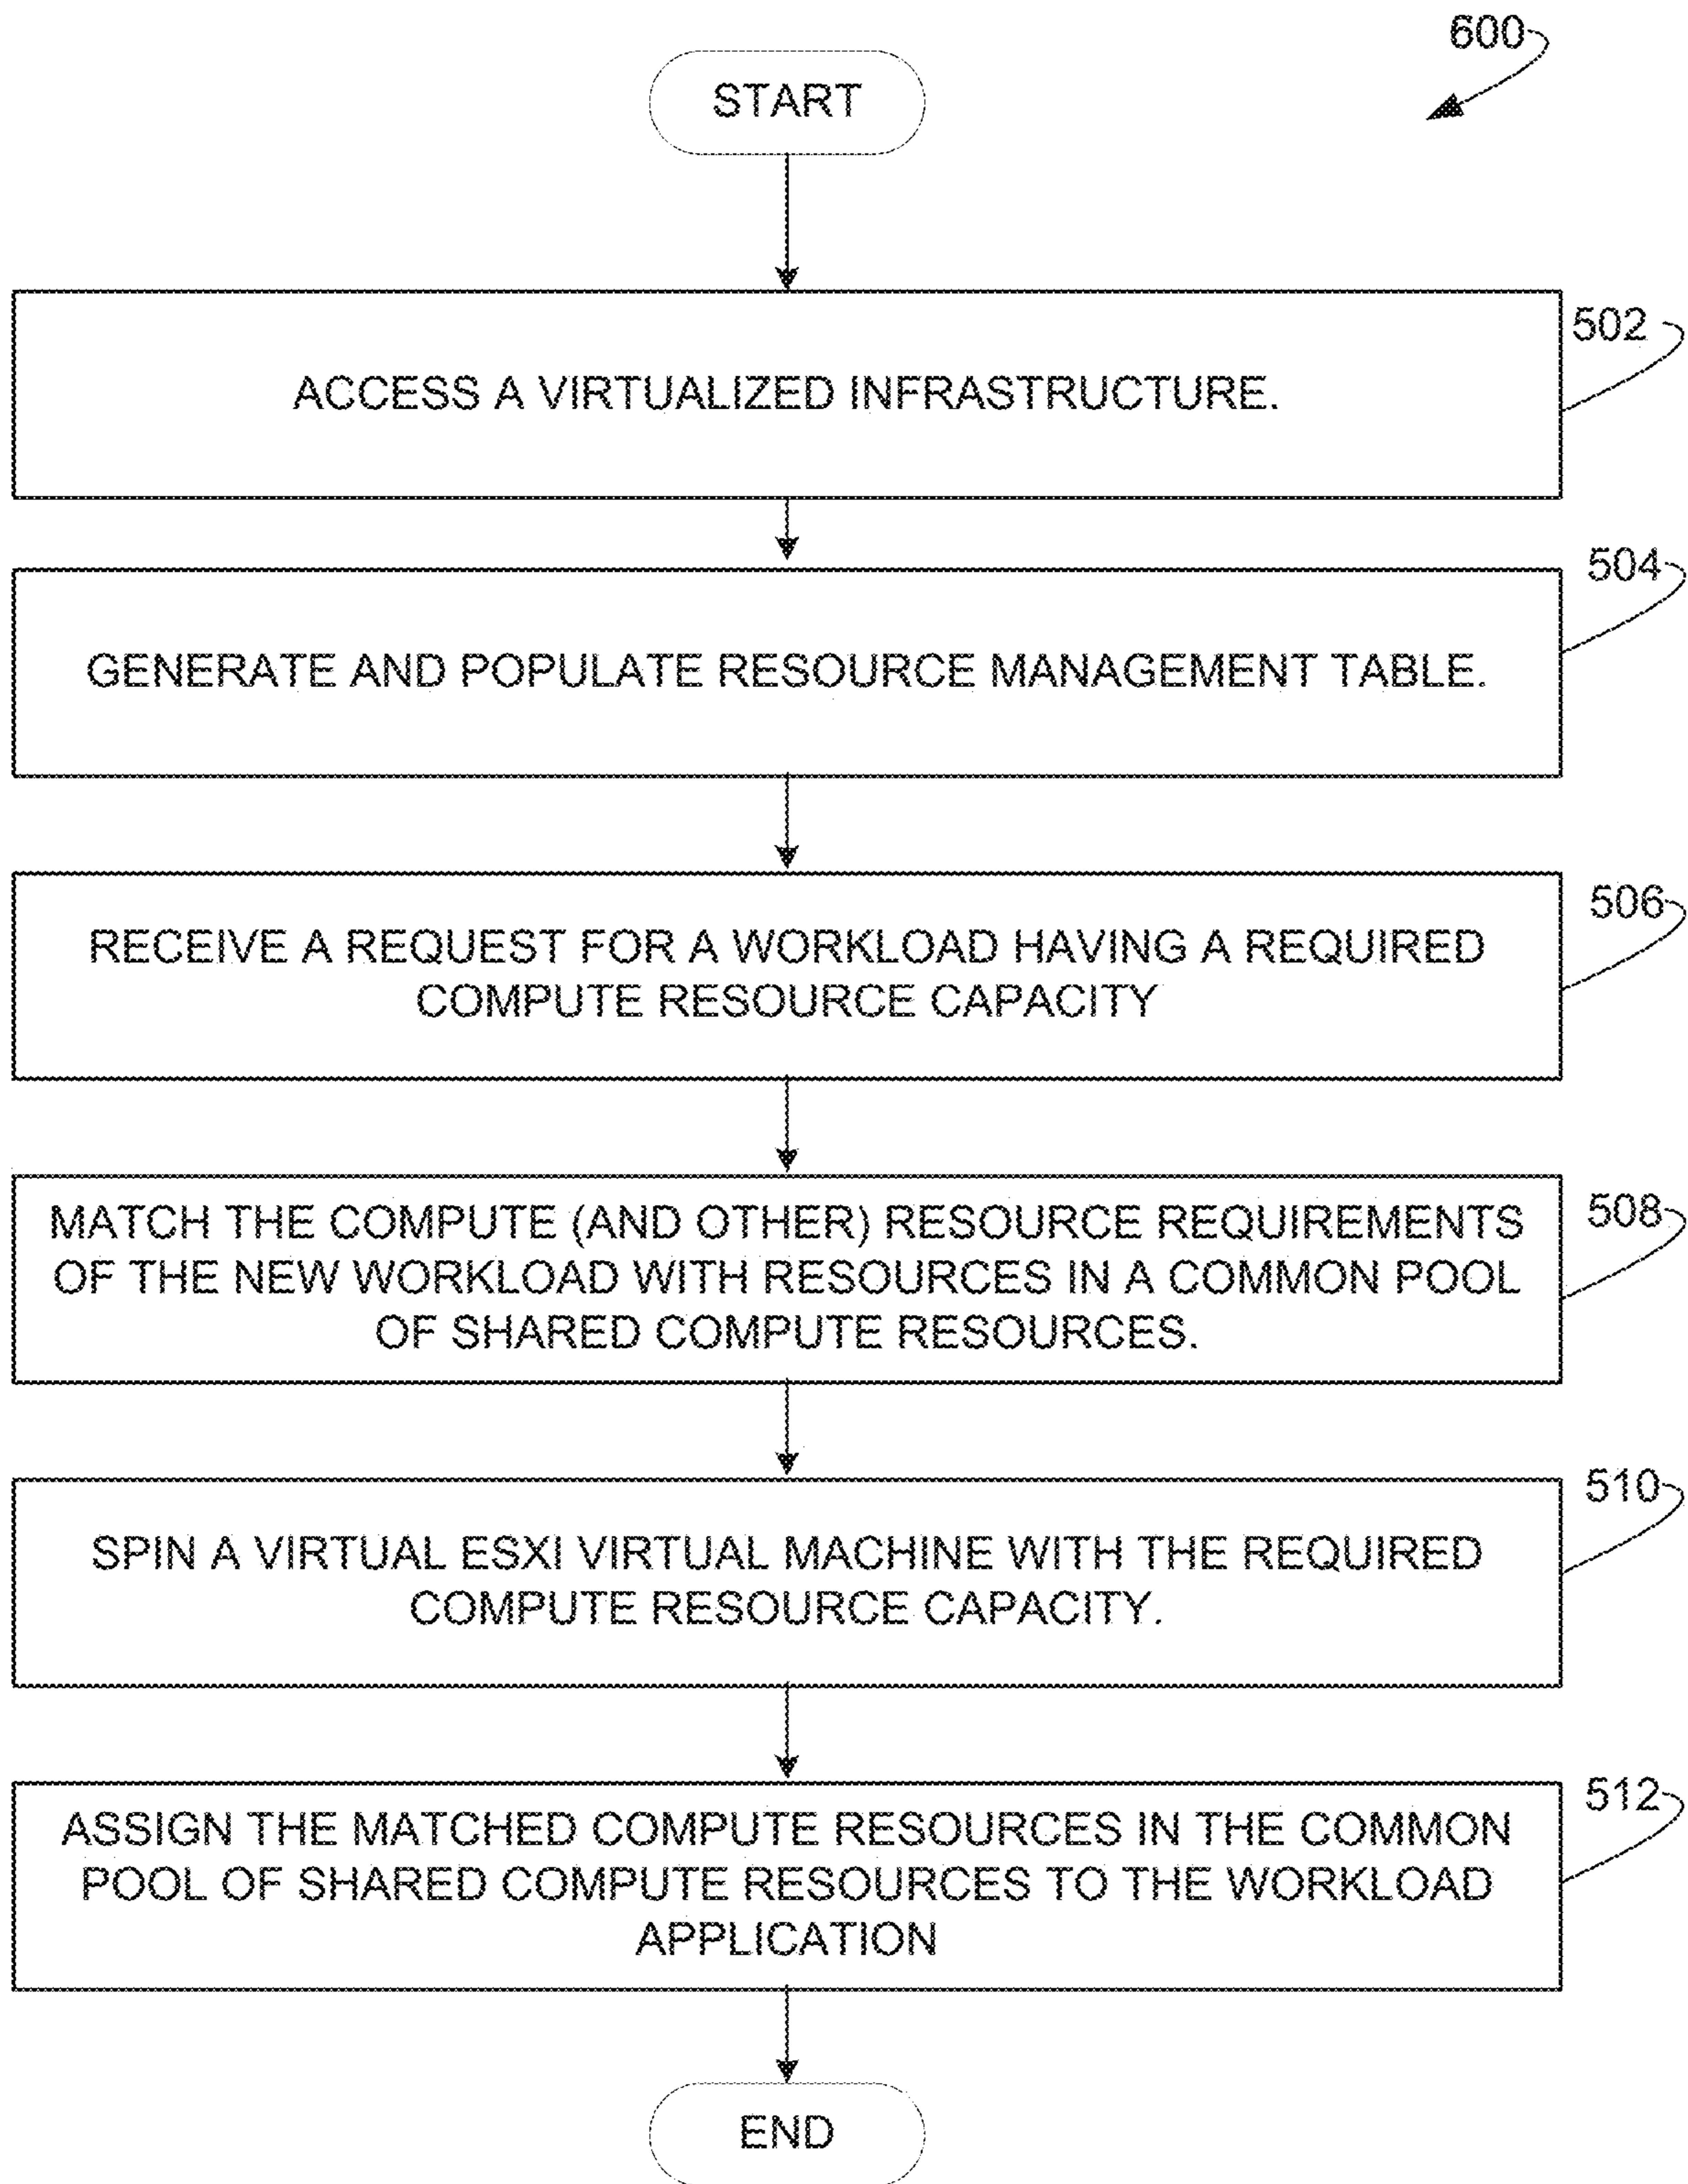 600
START
502
ACCESS A VIRTUALIZED INFRASTRUCTURE.
504
GENERATE AND POPULATE RESOURCE MANAGEMENT TABLE.
506
RECEIVE A REQUEST FOR A WORKLOAD HAVING A REQUIRED
COMPUTE RESOURCE CAPACITY
508
MATCH THE COMPUTE (AND OTHER) RESOURCE REQUIREMENTS
OF THE NEW WORKLOAD WITH RESOURCES IN A COMMON POOL
OF SHARED COMPUTE RESOURCES.
510
SPIN A VIRTUAL ESXI VIRTUAL MACHINE WITH THE REQUIRED
COMPUTE RESOURCE CAPACITY.
512
ASSIGN THE MATCHED COMPUTE RESOURCES IN THE COMMON
POOL OF SHARED COMPUTE RESOURCES TO THE WORKLOAD
APPLICATION
END